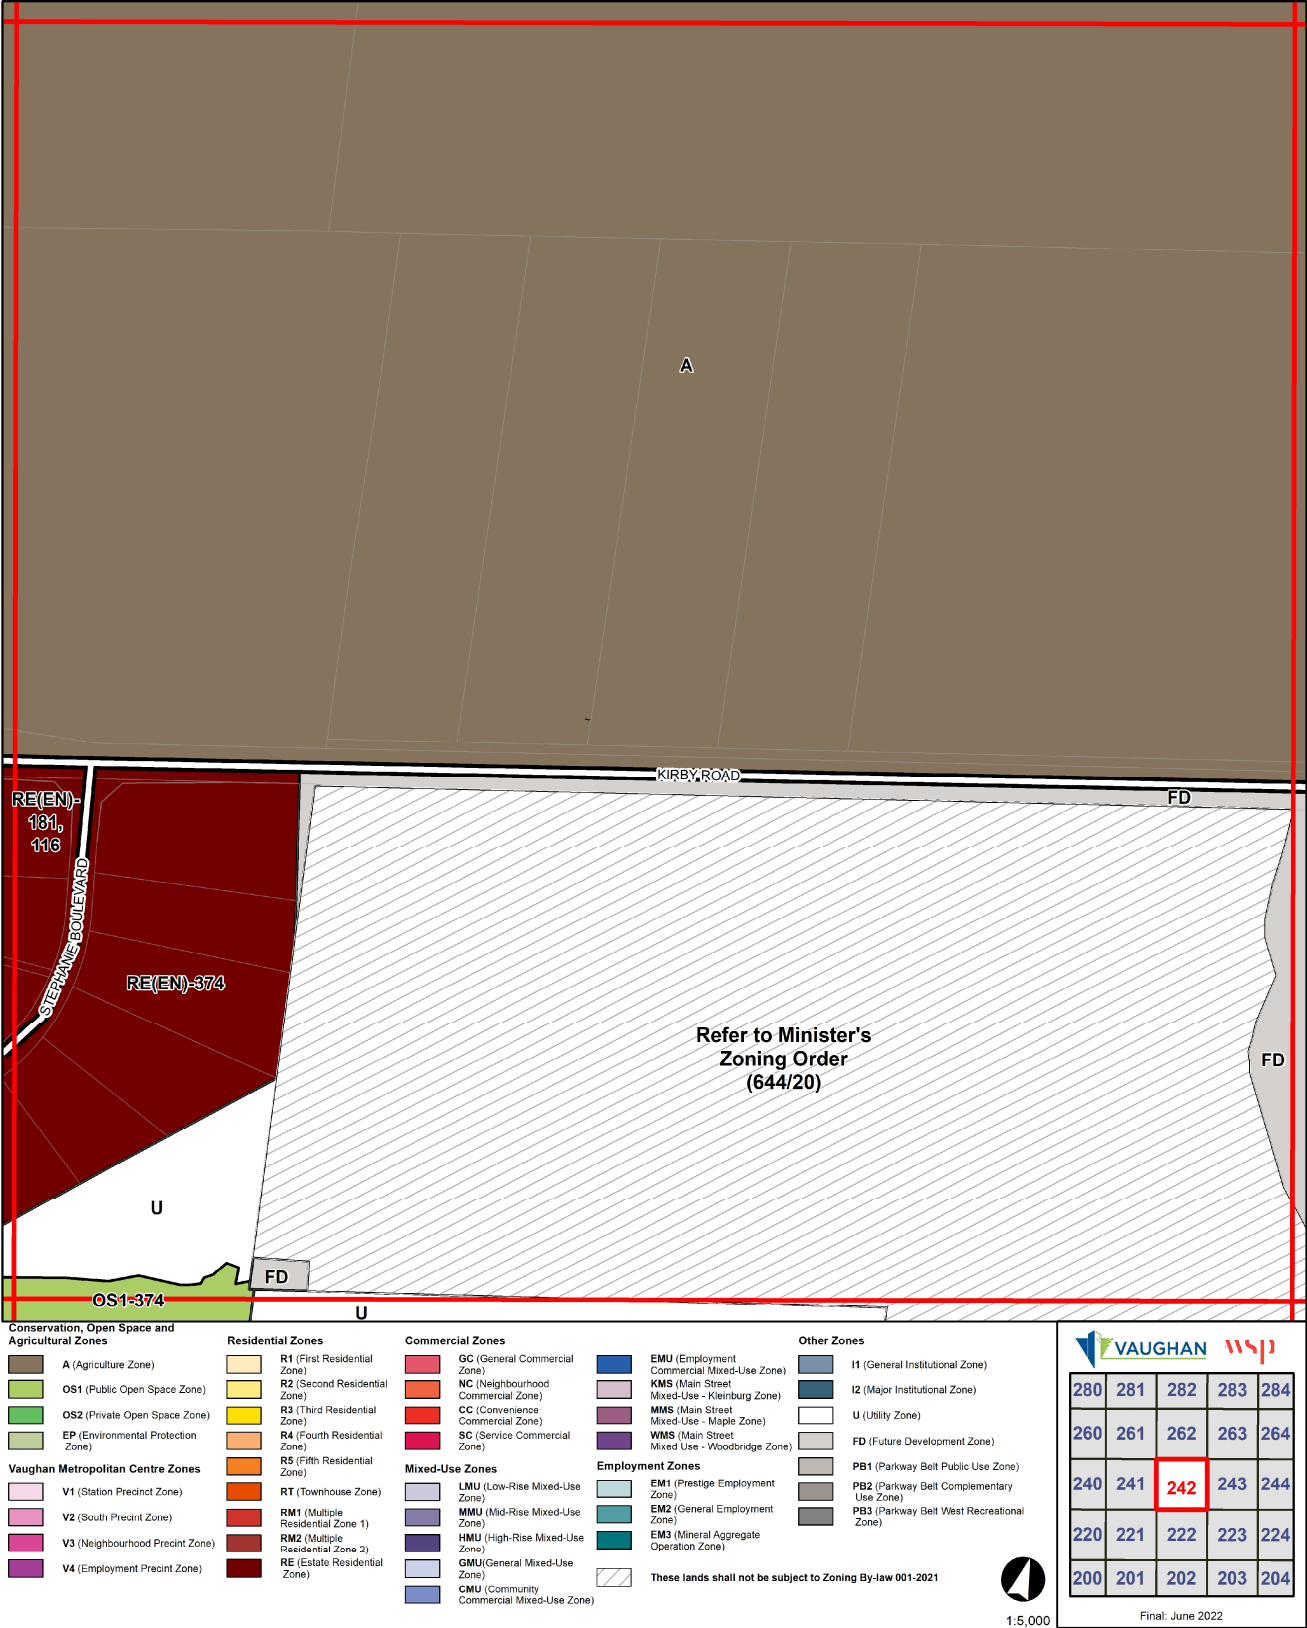 A
KIRBY ROAD
FD
RE(EN)-
181,
116
STEPHANIE BOULEVARD
RE(EN)-374
Refer to Minister's
Zoning Order
(644/20)
FD
U
FD
OS1-374
U
Conservation, Open Space and
Agricultural Zones
A (Agriculture Zone)
OS1 (Public Open Space Zone)
OS2 (Private Open Space Zone)
EP (Environmental Protection
Zone)
Vaughan Metropolitan Centre Zones
V1 (Station Precinct Zone)
V2 (South Precint Zone)
V3 (Neighbourhood Precint Zone)
V4 (Employment Precint Zone)
Residential Zones
R1 (First Residential
Zone)
R2 (Second Residential
Zone)
R3 (Third Residential
Zone)
R4 (Fourth Residential
Zone)
R5 (Fifth Residential
Zone)
RT (Townhouse Zone)
RM1 (Multiple
Residential Zone 1)
RM2 (Multiple
Residential Zone 2)
RE (Estate Residential
Zone)
Commercial Zones
GC (General Commercial
Zone)
NC (Neighbourhood
Commercial Zone)
CC (Convenience
Commercial Zone)
SC (Service Commercial
Zone)
Mixed-Use Zones
LMU (Low-Rise Mixed-Use
Zone)
MMU (Mid-Rise Mixed-Use
Zone)
HMU (High-Rise Mixed-Use
Zone)
GMU(General Mixed-Use
Zone)
CMU (Community
Commercial Mixed-Use Zone)
EMU (Employment
Commercial Mixed-Use Zone)
KMS (Main Street
Mixed-Use - Kleinburg Zone)
MMS (Main Street
Mixed-Use - Maple Zone)
WMS (Main Street
Mixed Use - Woodbridge Zone)
Employment Zones
EM1 (Prestige Employment
Zone)
EM2 (General Employment
Zone)
EM3 (Mineral Aggregate
Operation Zone)
These lands shall not be subject to Zoning By-law 001-2021
Other Zones
I1 (General Institutional Zone)
I2 (Major Institutional Zone)
U (Utility Zone)
FD (Future Development Zone)
PB1 (Parkway Belt Public Use Zone)
PB2 (Parkway Belt Complementary
Use Zone)
PB3 (Parkway Belt West Recreational
Zone)
1:5,000
VAUGHAN wsp
280 281 282 283 284
260 261 262 263 264
240 241 242 243 244
220 221 222 223 224
200 201 202 203 204
Final: June 2022